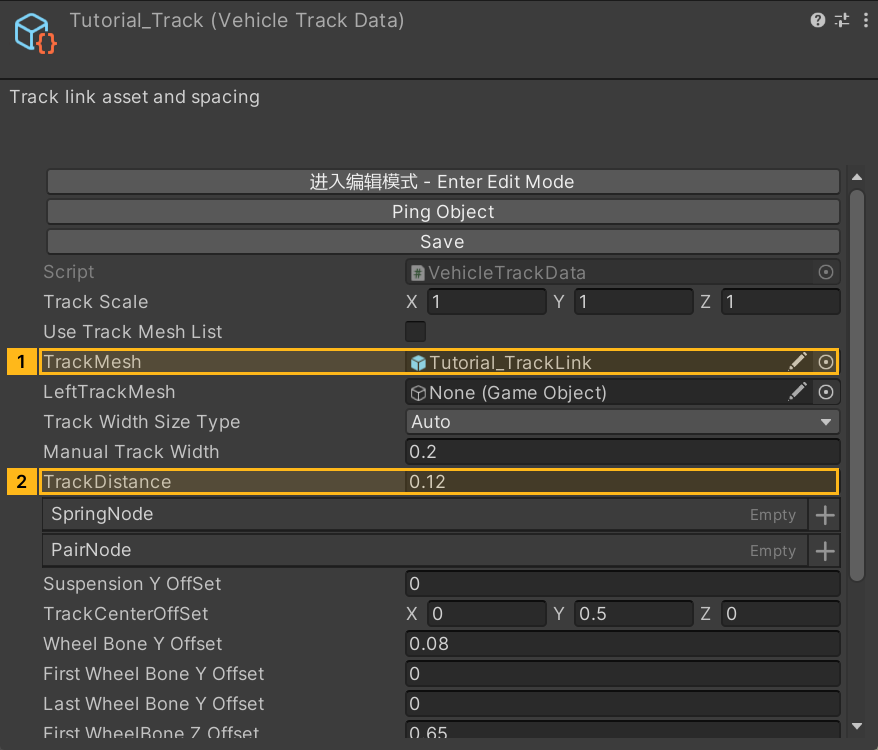 Tutorial_Track (Vehicle Track Data)
Track link asset and spacing
进入编辑模式 - Enter Edit Mode
Ping Object
Save
Script # VehicleTrackData
Track Scale X 1 Y 1 Z 1
Use Track Mesh List
1 TrackMesh Tutorial_TrackLink
LeftTrackMesh None (Game Object)
Track Width Size Type Auto
Manual Track Width 0.2
2 TrackDistance 0.12
SpringNode Empty
PairNode Empty
Suspension Y OffSet 0
TrackCenterOffSet X 0 Y 0.5 Z 0
Wheel Bone Y Offset 0.08
First Wheel Bone Y Offset 0
Last Wheel Bone Y Offset 0
First WheelBone Z Offset 0.65